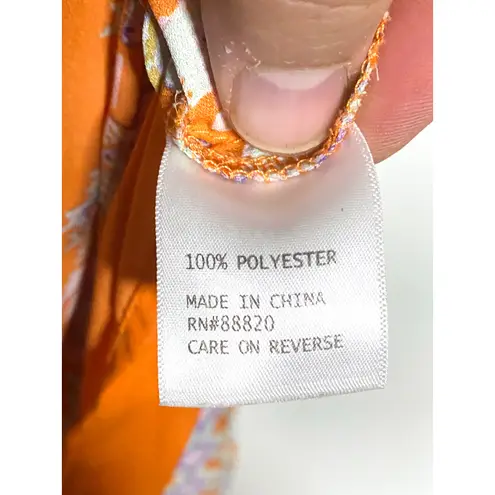 100% POLYESTER
MADE IN CHINA
RN#88820
CARE ON REVERSE